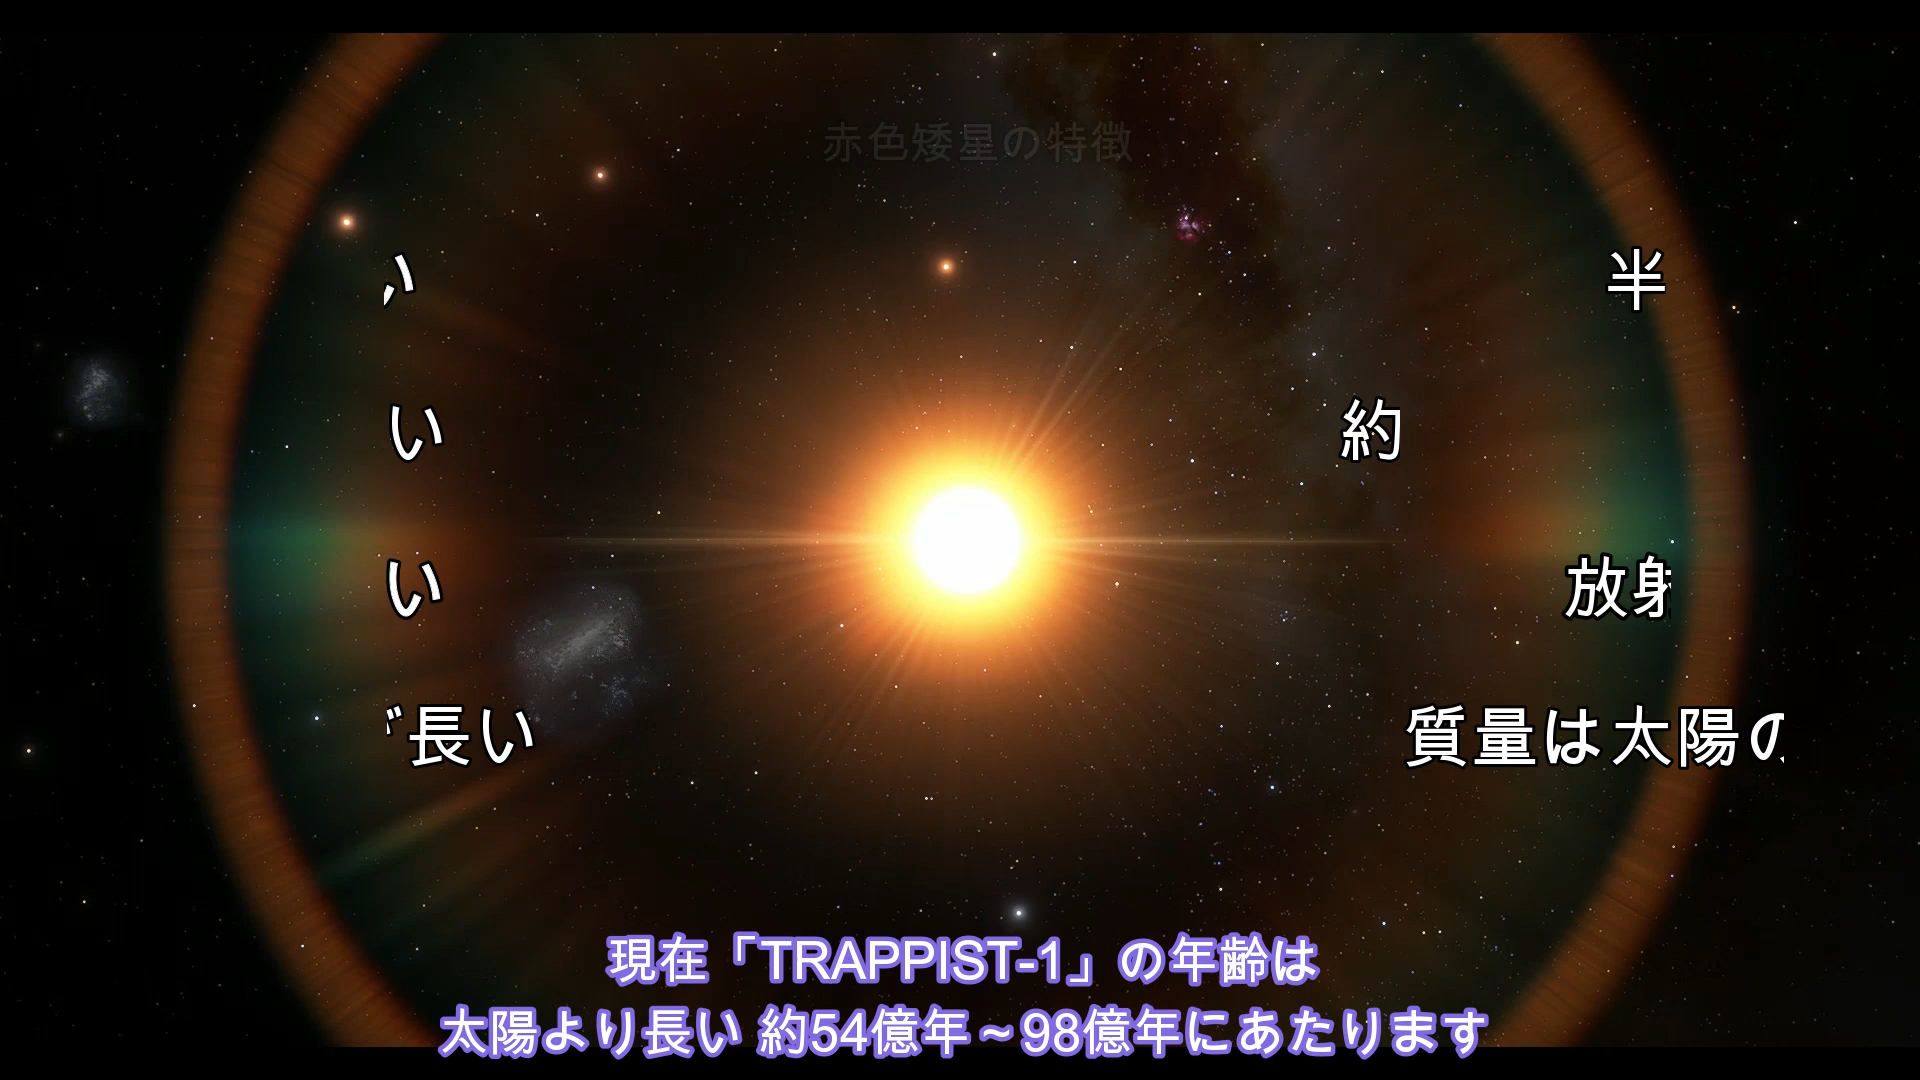 赤色矮星の特徴
い
半
い
約
い
放射
長い
質量は太陽の
現在「TRAPPIST-1」の年齢は
太陽より長い 約54億年～98億年にあたります